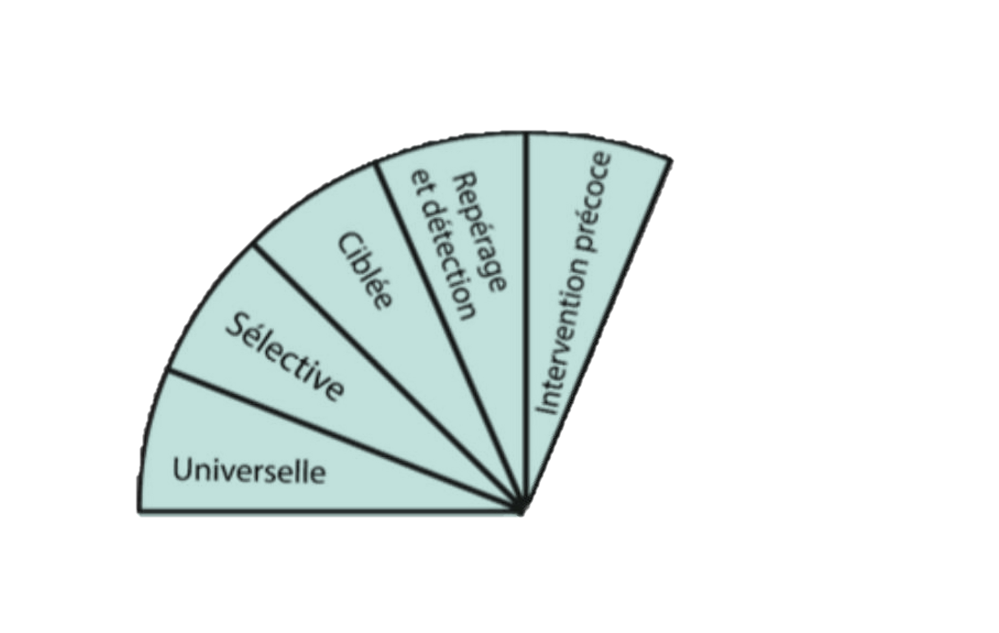 Universelle
Sélective
Ciblée
Repérage
et détection
Intervention précoce